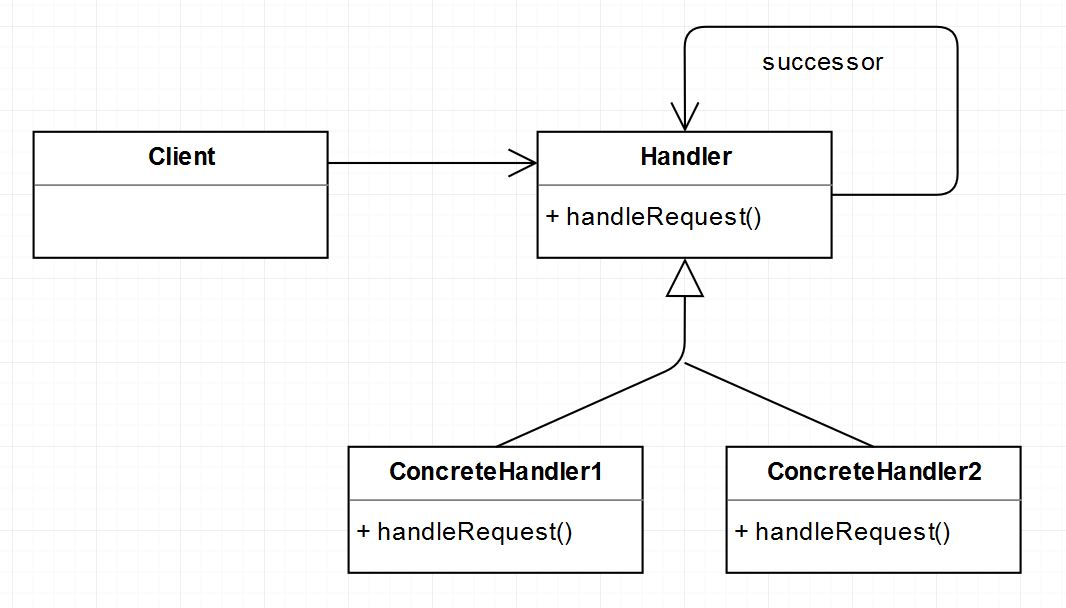 successor
Client
Handler
+ handleRequest()
ConcreteHandler1
+ handleRequest()
ConcreteHandler2
+ handleRequest()